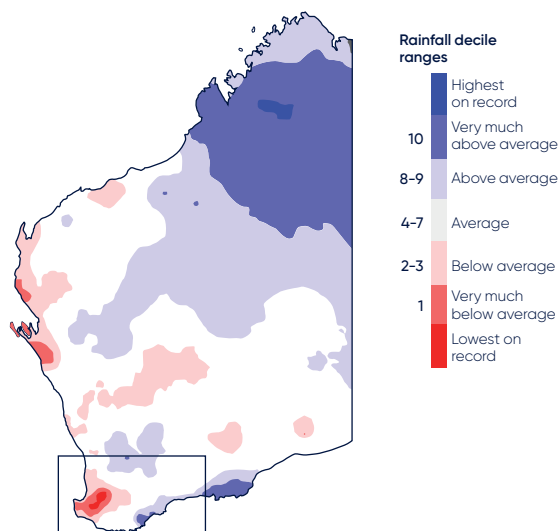 Rainfall decile
ranges
Highest
on record
10
Very much
above average
8-9
Above average
4-7
Average
2-3
Below average
1
Very much
below average
Lowest on
record